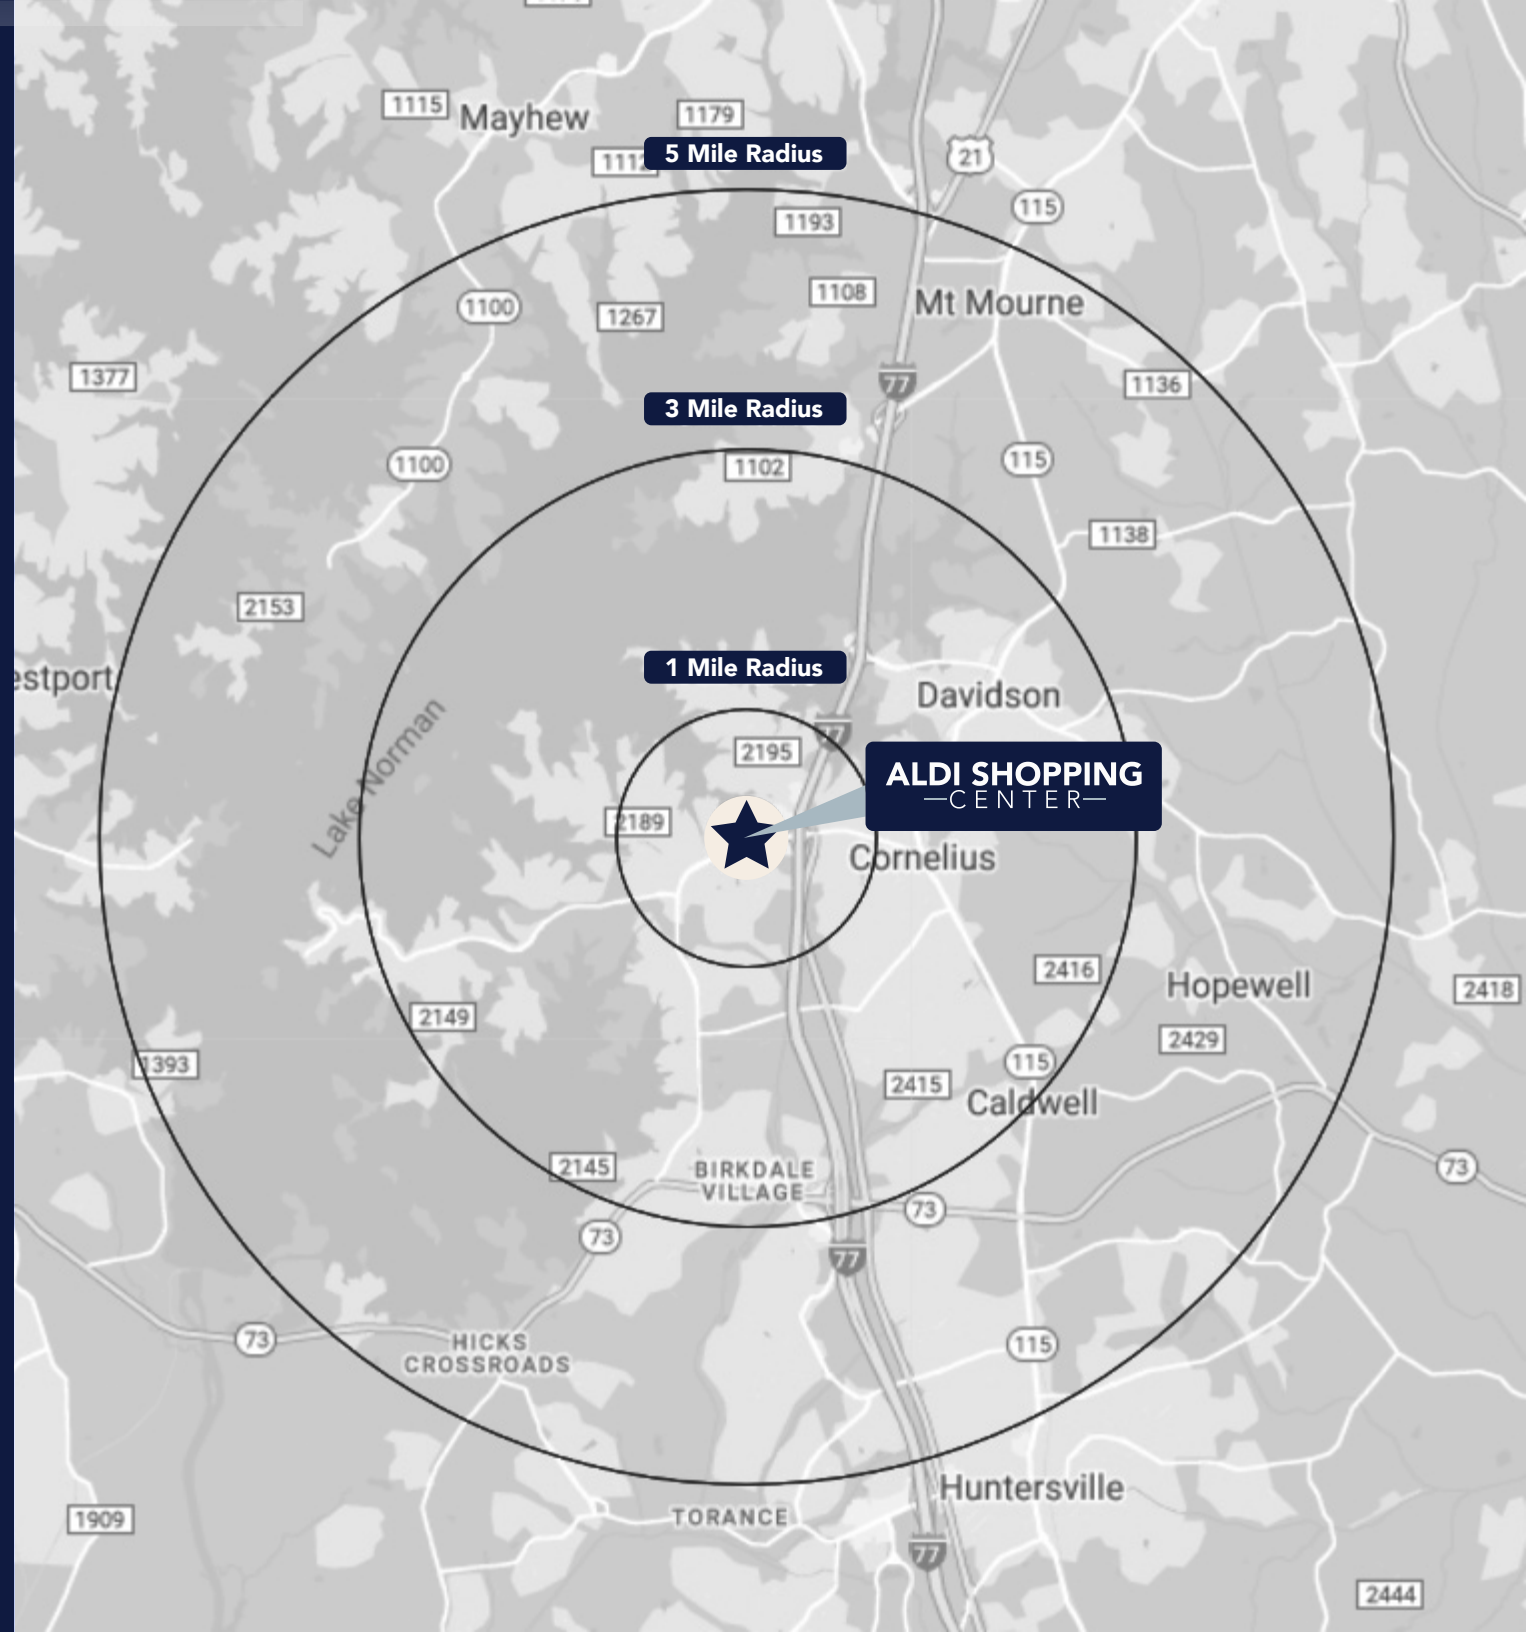 1115
Mayhew
1179
1112
5 Mile Radius
21
115
1193
1108
Mt Mourne
1100
1267
1377
77
1136
3 Mile Radius
1100
1102
115
1138
2153
1 Mile Radius
estport
Davidson
Lake Norman
77
2195
ALDI SHOPPING
CENTER
2189
Cornelius
2416
Hopewell
2418
2149
2429
1393
115
2415
Caldwell
2145
BIRKDALE
VILLAGE
73
73
73
77
73
HICKS
CROSSROADS
115
Huntersville
TORANCE
1909
77
2444